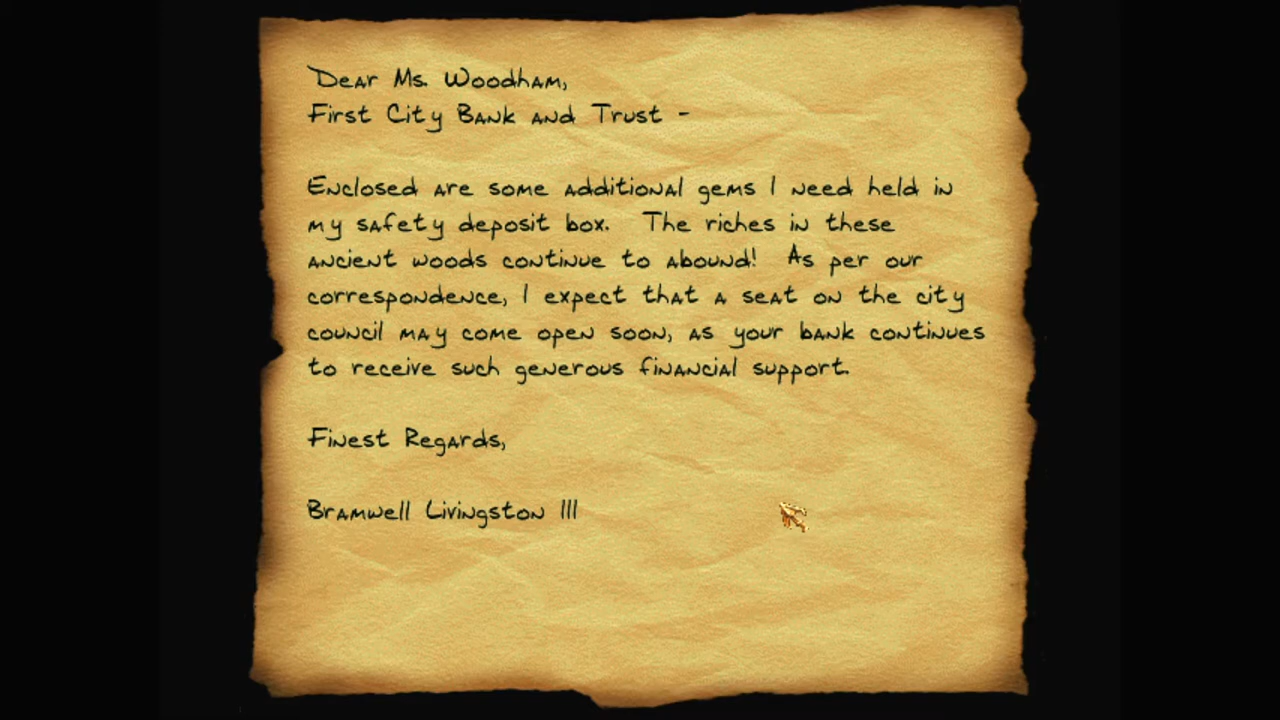 Dear Ms. Woodham,
First City Bank and Trust -
Enclosed are some additional gems I need held in
my safety deposit box. The riches in these
ancient woods continue to abound! As per our
correspondence, I expect that a seat on the city
council may come open soon, as your bank continues
to receive such generous financial support.
Finest Regards,
Bramwell Livingston III